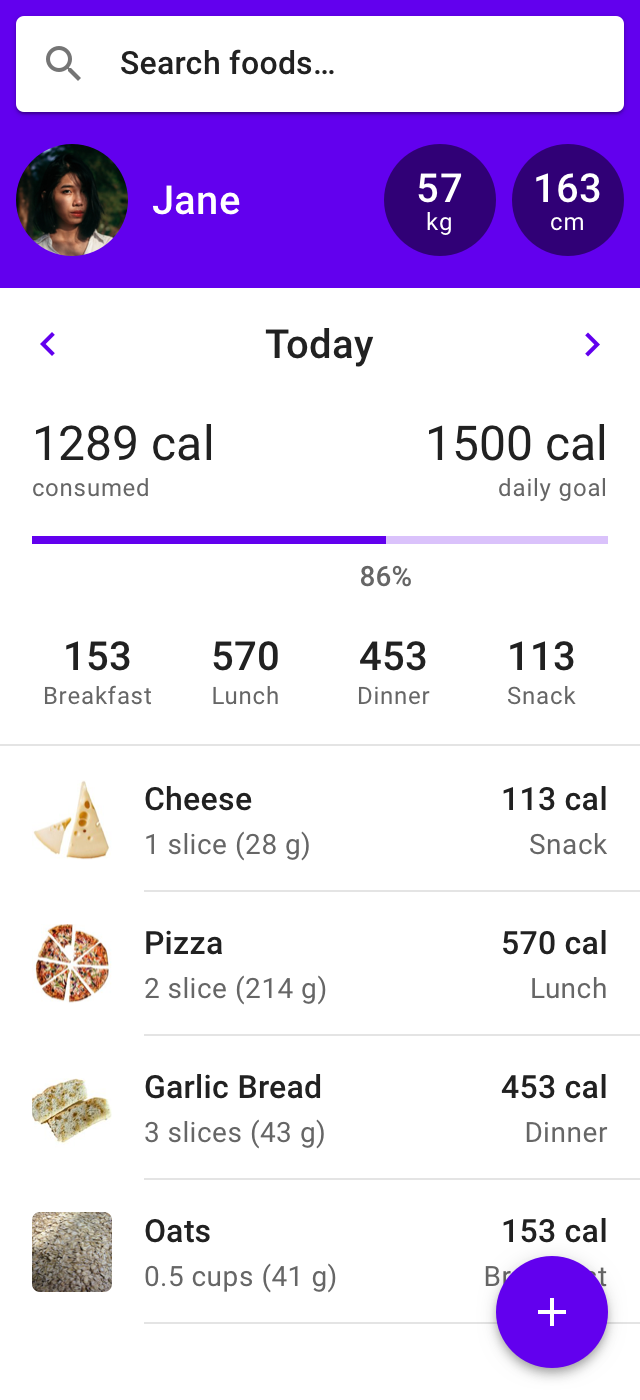 Search foods...
Jane
57
kg
163
cm
Today
1289 cal
consumed
1500 cal
daily goal
86%
153
Breakfast
570
Lunch
453
Dinner
113
Snack
Cheese
113 cal
1 slice (28 g)
Snack
Pizza
570 cal
2 slice (214 g)
Lunch
Garlic Bread
453 cal
3 slices (43 g)
Dinner
Oats
153 cal
0.5 cups (41 g)